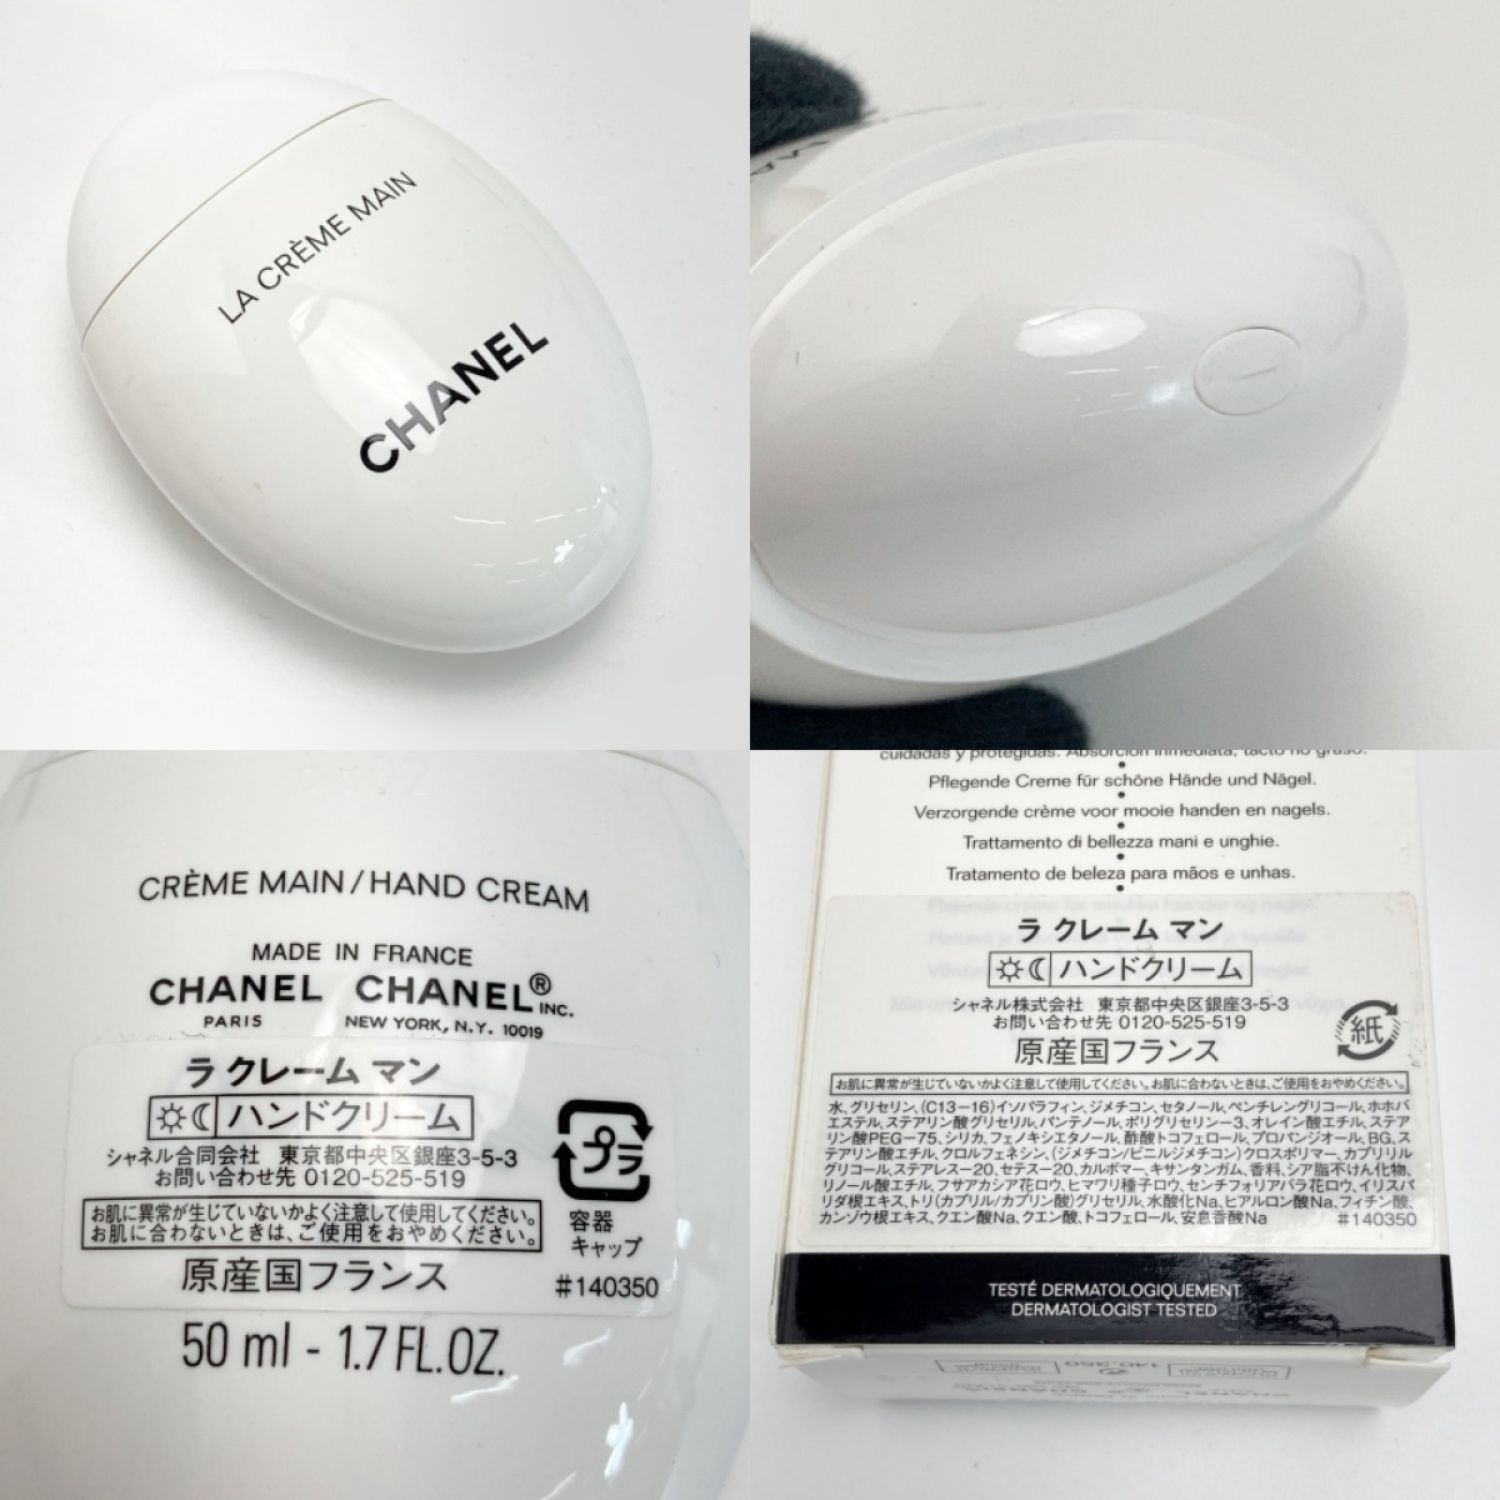 LA CRÈME MAIN
CHANEL
CRÈME MAIN / HAND CREAM
MADE IN FRANCE
CHANEL CHANEL® INC.
PARIS NEW YORK, N.Y. 10019
ラ クレーム マン
ハンドクリーム
シャネル合同会社 東京都中央区銀座3-5-3
お問い合わせ先 0120-525-519
お肌に異常が生じていないかよく注意して使用してください。
お肌に合わないときは、ご使用をおやめください。
原産国フランス
プラ
容器
キャップ
#140350
50 ml - 1.7 FL.OZ.
cuidadas y protegidas. Absorción inmediata, tacto no graso.
Pflegende Creme für schöne Hände und Nägel.
Verzorgende crème voor mooie handen en nagels.
Trattamento di bellezza mani e unghie.
Tratamento de beleza para mãos e unhas.
ラ クレーム マン
ハンドクリーム
シャネル株式会社 東京都中央区銀座3-5-3
お問い合わせ先 0120-525-519
原産国フランス
紙
お肌に異常が生じていないかよく注意して使用してください。お肌に合わないときは、ご使用をおやめください。
水、グリセリン、(C13-16)イソパラフィン、ジメチコン、セタノール、ペンチレングリコール、ホホバ
エステル、ステアリン酸グリセリル、パンテノール、ポリグリセリン-3、オレイン酸エチル、ステア
リン酸PEG-75、シリカ、フェノキシエタノール、酢酸トコフェロール、プロパンジオール、BG、ス
テアリン酸エチル、クロルフェネシン、(ジメチコン/ビニルジメチコン)クロスポリマー、カプリリル
グリコール、ステアレス-20、セテス-20、カルボマー、キサンタンガム、香料、シア脂不けん化物、
リノール酸エチル、フサアカシア花ロウ、ヒマワリ種子ロウ、センチフォリアバラ花ロウ、イリスパ
リダ根エキス、トリ(カプリル/カプリン酸)グリセリル、水酸化Na、ヒアルロン酸Na、フィチン酸、
カンゾウ根エキス、クエン酸Na、クエン酸、トコフェロール、安息香酸Na #140350
TESTÉ DERMATOLOGIQUEMENT
DERMATOLOGIST TESTED
140.350
CHANEL